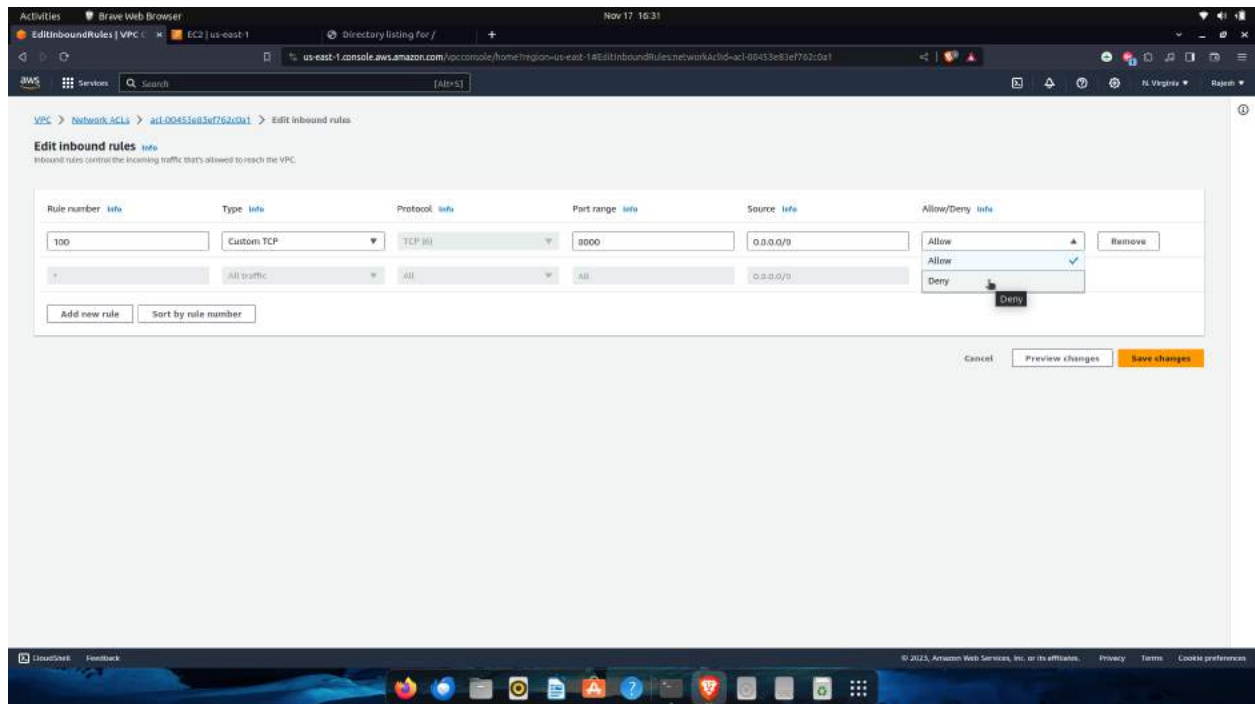 Activities Brave Web Browser Nov 17 16:31
EditInboundRules | VPC C × EC2 | us-east-1 Directory listing for / +
us-east-1.console.aws.amazon.com/vpcconsole/home?region=us-east-1#EditInboundRules:networkAclId=acl-00453e83ef762c0a1
aws Services Search [Alt+S] N. Virginia Rajesh
VPC > Network ACLs > acl-00453e83ef762c0a1 > Edit inbound rules
Edit inbound rules Info
Inbound rules control the incoming traffic that's allowed to reach the VPC.
Rule number Info Type Info Protocol Info Port range Info Source Info Allow/Deny Info
100 Custom TCP TCP (6) 8000 0.0.0.0/0 Allow Remove
Allow
* All traffic All All 0.0.0.0/0
Deny
Deny
Add new rule Sort by rule number
Cancel Preview changes Save changes
CloudShell Feedback © 2023, Amazon Web Services, Inc. or its affiliates. Privacy Terms Cookie preferences